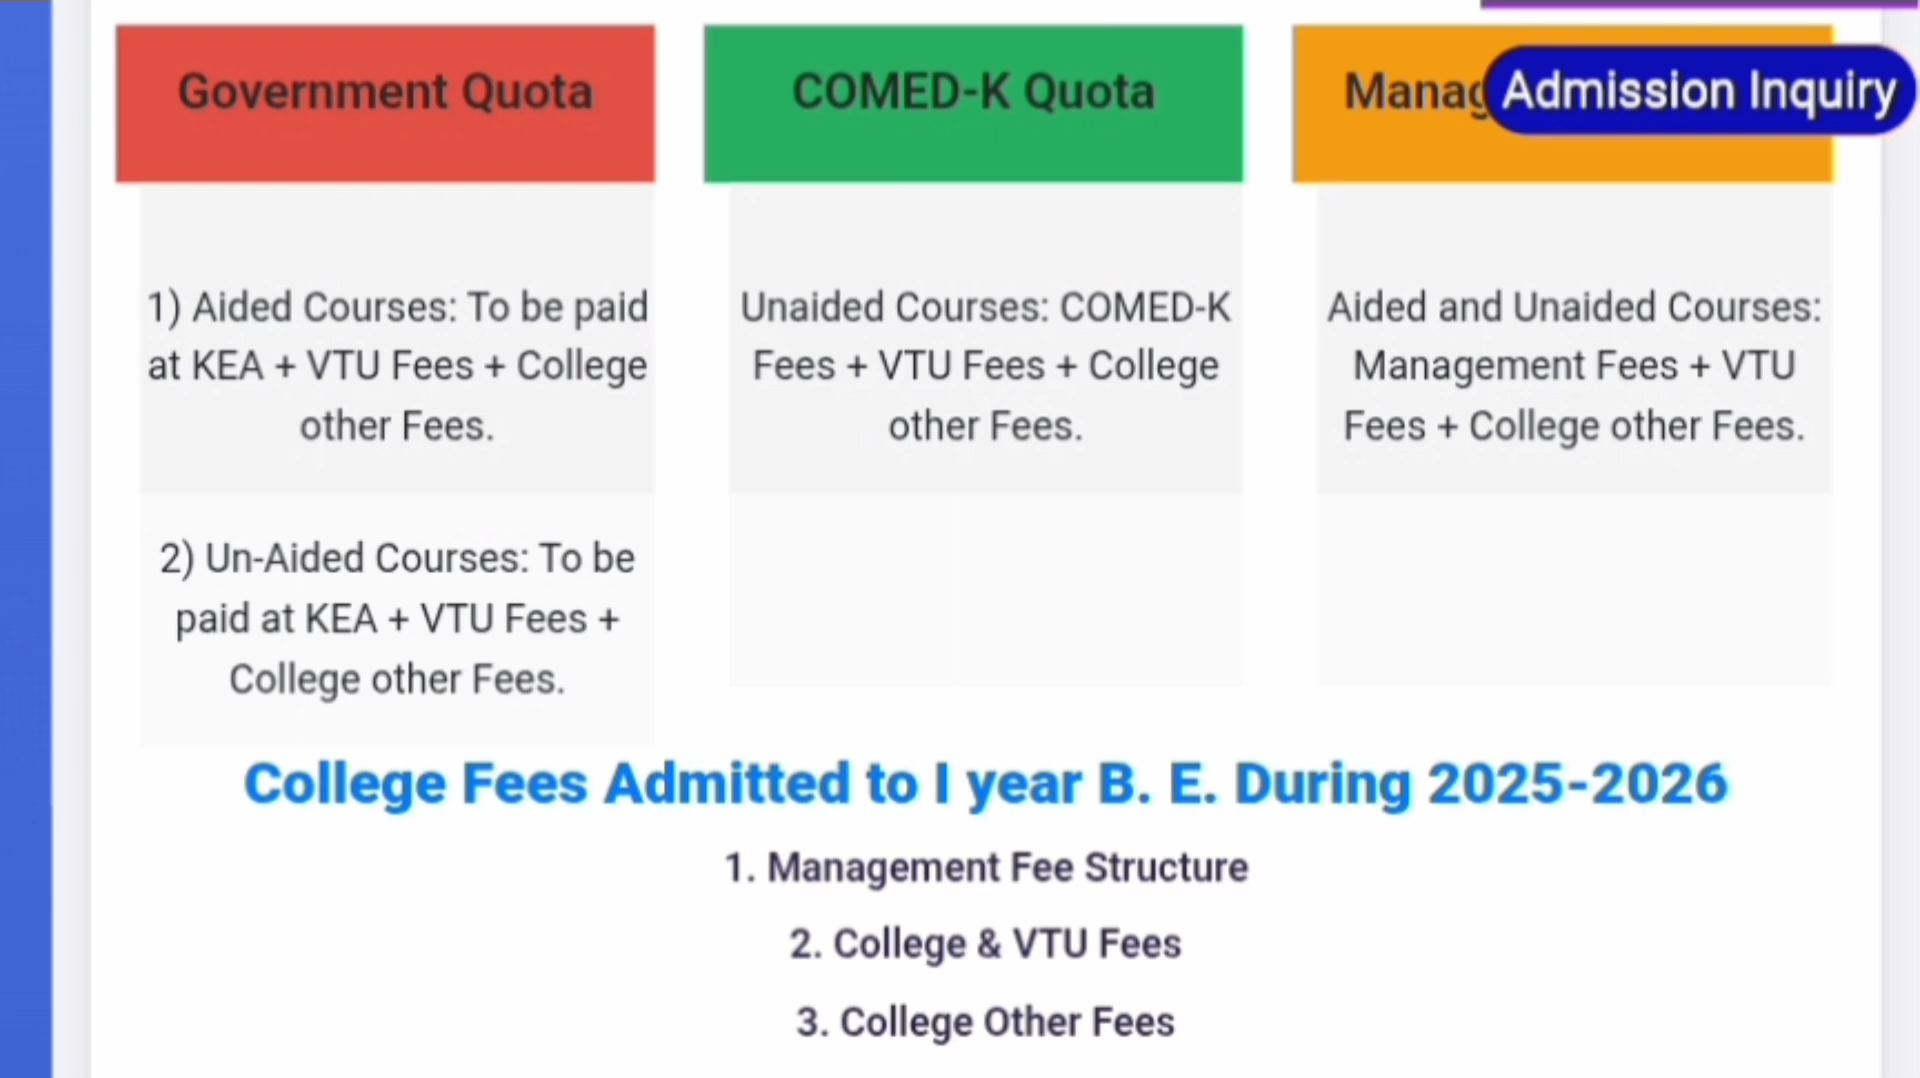 Government Quota
COMED-K Quota
Admission Inquiry
1) Aided Courses: To be paid
at KEA + VTU Fees + College
other Fees.
Unaided Courses: COMED-K
Fees + VTU Fees + College
other Fees.
Aided and Unaided Courses:
Management Fees + VTU
Fees + College other Fees.
2) Un-Aided Courses: To be
paid at KEA + VTU Fees +
College other Fees.
College Fees Admitted to I year B. E. During 2025-2026
1. Management Fee Structure
2. College & VTU Fees
3. College Other Fees